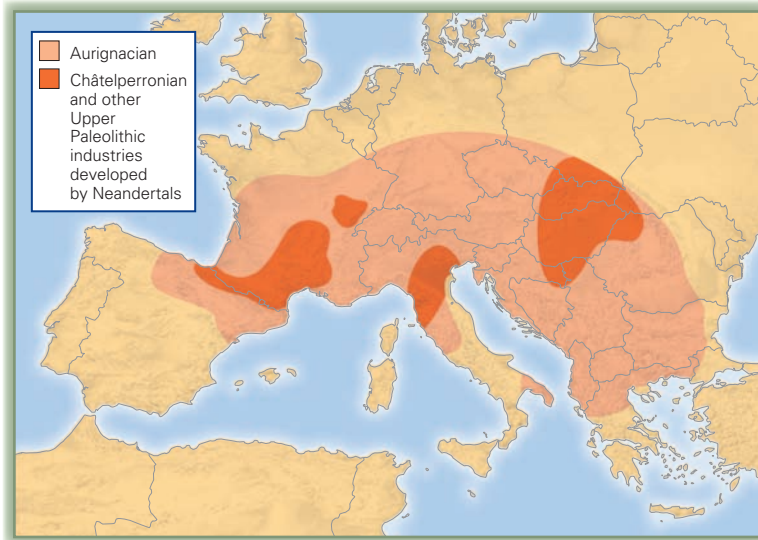 Aurignacian
Châtelperronian
and other
Upper
Paleolithic
industries
developed
by Neandertals